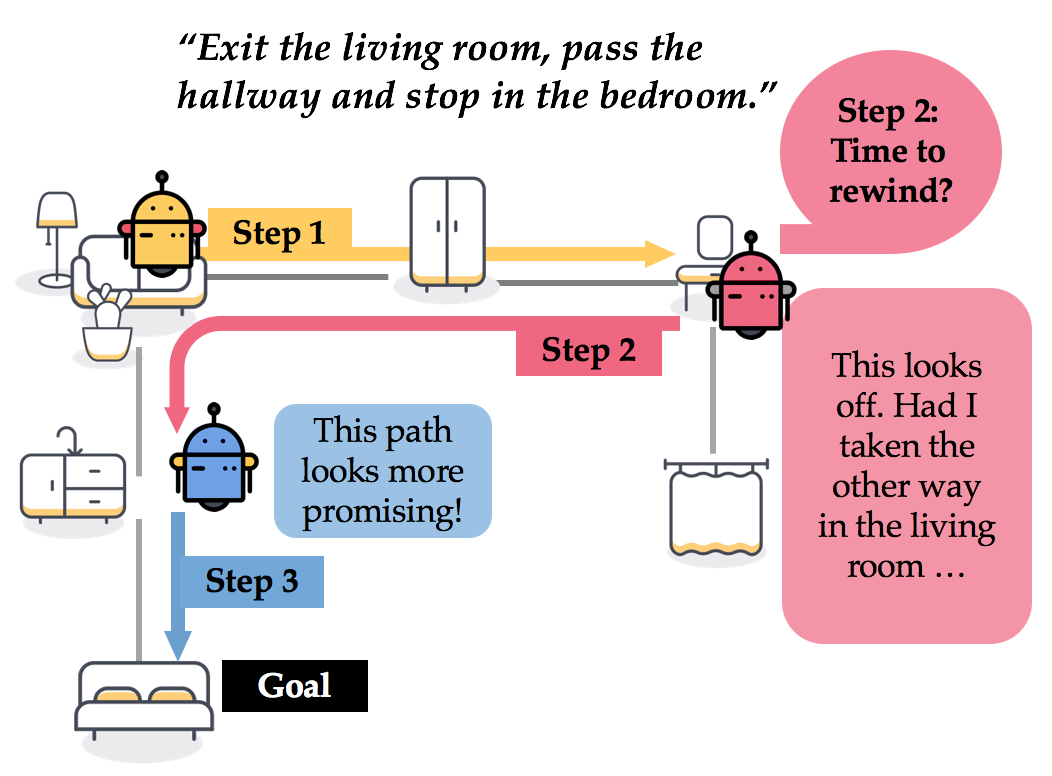 “Exit the living room, pass the
hallway and stop in the bedroom.”
Step 2:
Time to
rewind?
Step 1
Step 2
This looks
off. Had I
taken the
other way
in the living
room …
This path
looks more
promising!
Step 3
Goal